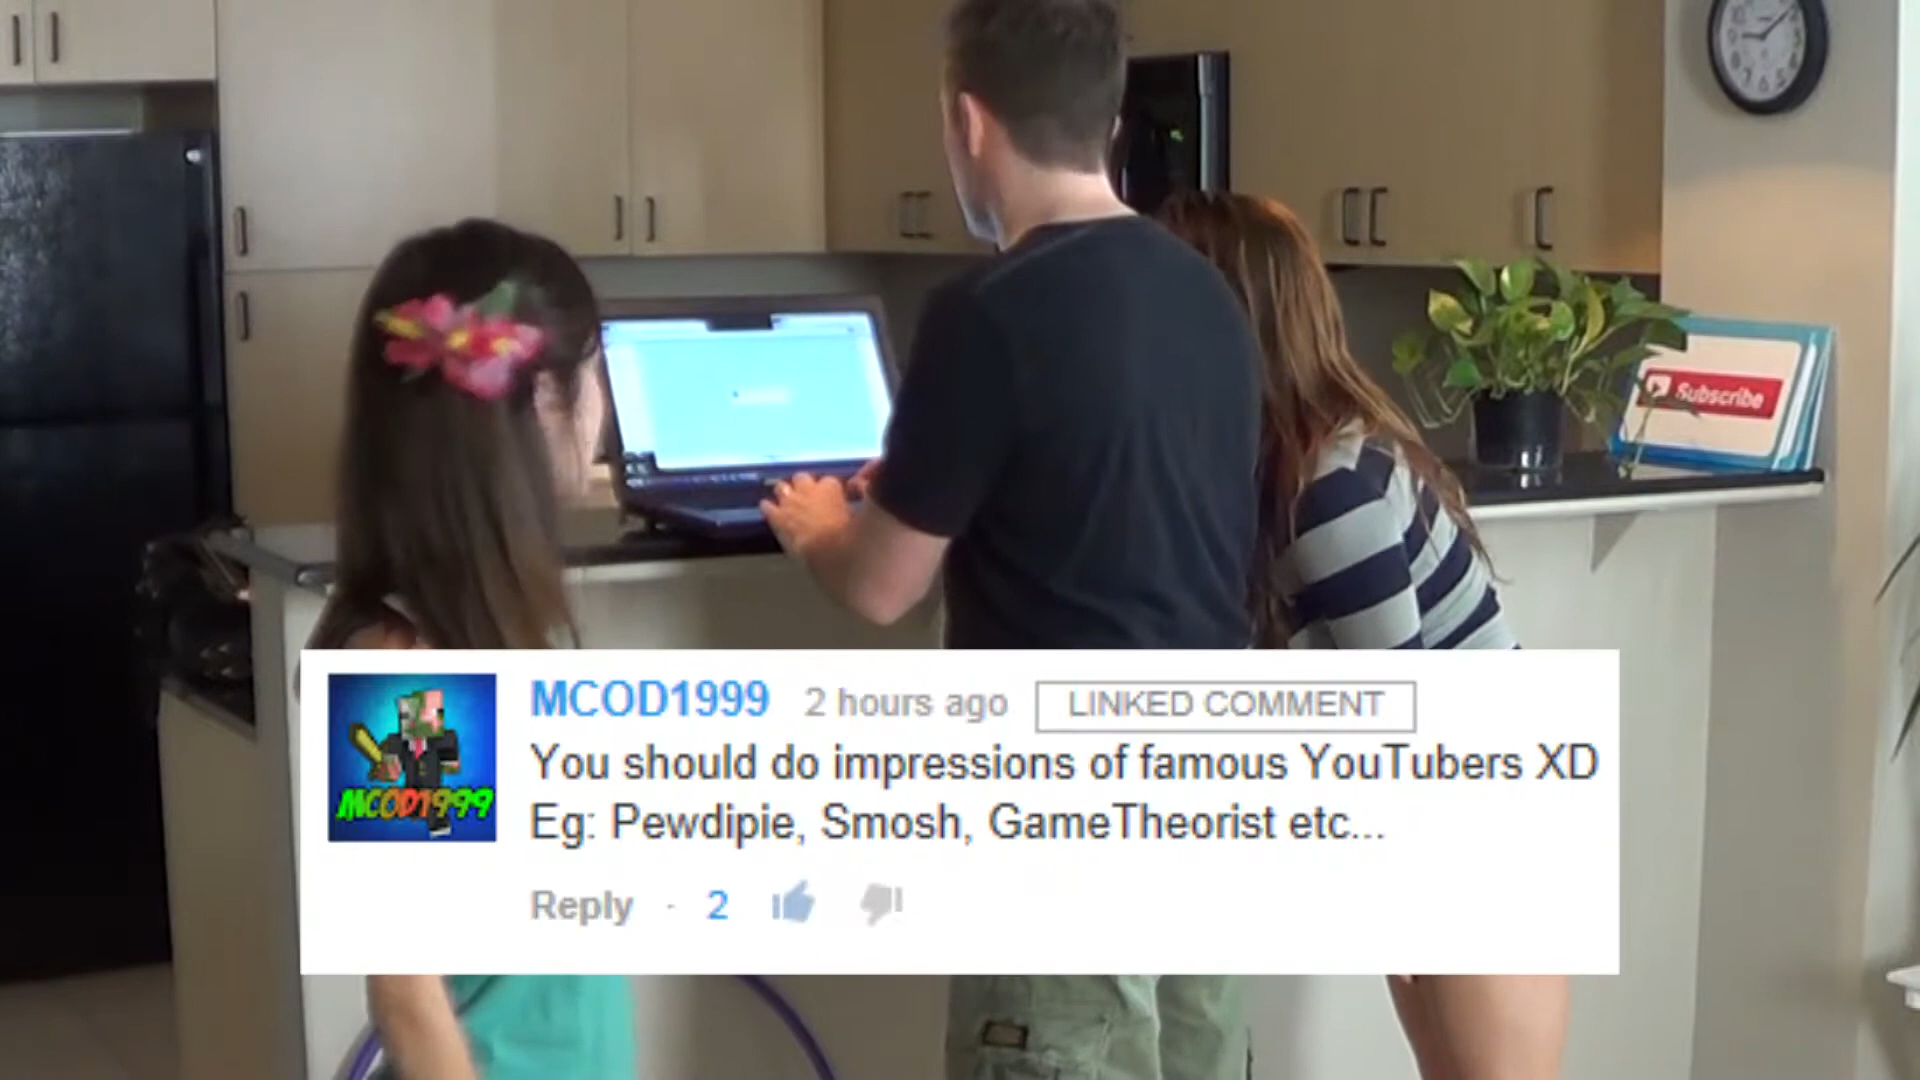 Subscribe
MCOD1999 2 hours ago LINKED COMMENT
You should do impressions of famous YouTubers XD
Eg: Pewdipie, Smosh, GameTheorist etc...
Reply · 2
MCOD1999